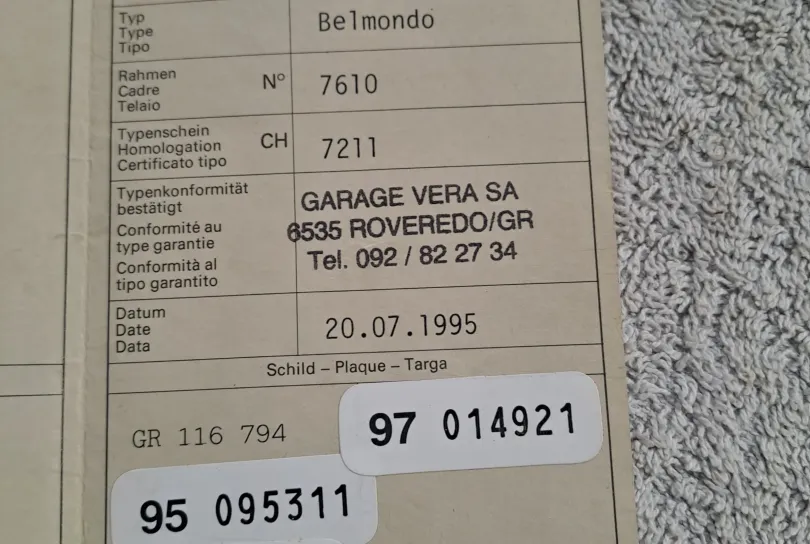 Typ
Type
Tipo
Belmondo
Rahmen
Cadre
Telaio
Nº
7610
Typenschein
Homologation
Certificato tipo
CH
7211
Typenkonformität
bestätigt
Conformité au
type garantie
Conformità al
tipo garantito
GARAGE VERA SA
6535 ROVEREDO/GR
Tel. 092 / 82 27 34
Datum
Date
Data
20.07.1995
Schild – Plaque – Targa
GR 116 794
97 014921
95 095311